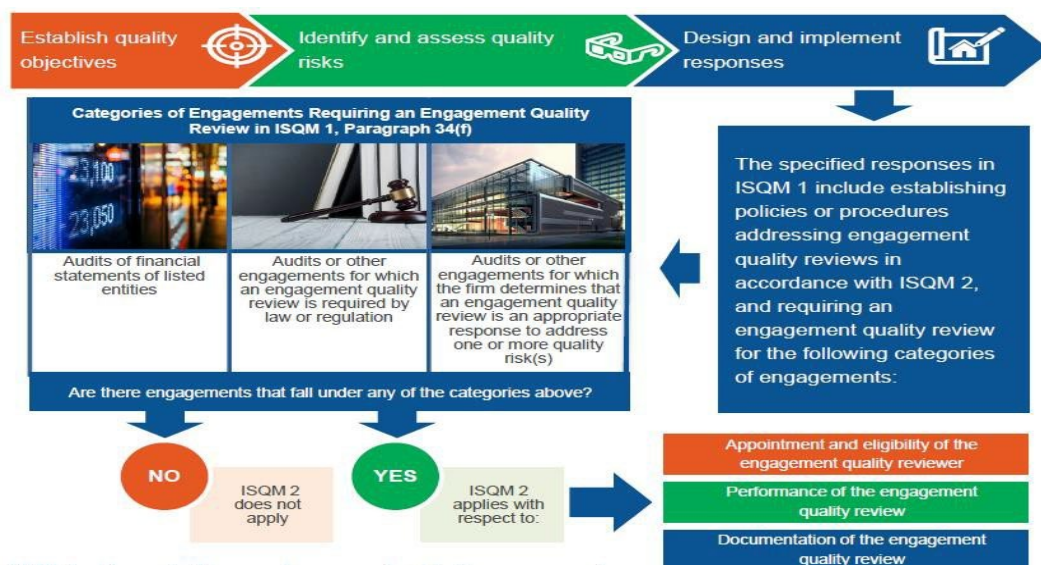 Establish quality
objectives
Identify and assess quality
risks
Design and implement
responses
Categories of Engagements Requiring an Engagement Quality
Review in ISQM 1, Paragraph 34(f)
23,100
23,050
Audits of financial
statements of listed
entities
Audits or other
engagements for which
an engagement quality
review is required by
law or regulation
Audits or other
engagements for which
the firm determines that
an engagement quality
review is an appropriate
response to address
one or more quality
risk(s)
The specified responses in
ISQM 1 include establishing
policies or procedures
addressing engagement
quality reviews in
accordance with ISQM 2,
and requiring an
engagement quality review
for the following categories
of engagements:
Are there engagements that fall under any of the categories above?
NO
ISQM 2
does not
apply
YES
ISQM 2
applies with
respect to:
Appointment and eligibility of the
engagement quality reviewer
Performance of the engagement
quality review
Documentation of the engagement
quality review